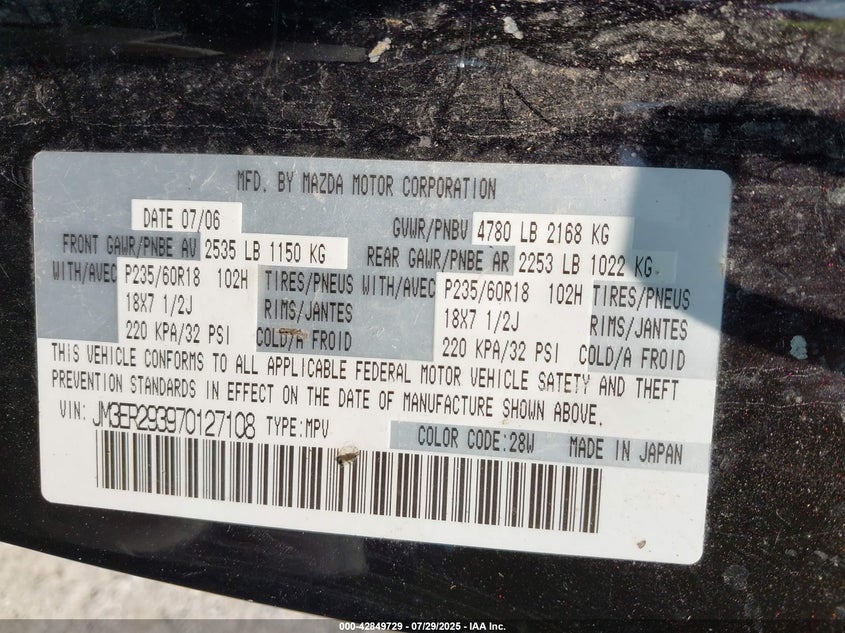 MFD. BY MAZDA MOTOR CORPORATION
DATE 07/06 GVWR/PNBV 4780 LB 2168 KG
FRONT GAWR/PNBE AV 2535 LB 1150 KG REAR GAWR/PNBE AR 2253 LB 1022 KG
WITH/AVEC P235/60R18 102H TIRES/PNEUS WITH/AVEC P235/60R18 102H TIRES/PNEUS
18X7 1/2J RIMS/JANTES 18X7 1/2J RIMS/JANTES
220 KPA/32 PSI COLD/A FROID 220 KPA/32 PSI COLD/A FROID
THIS VEHICLE CONFORMS TO ALL APPLICABLE FEDERAL MOTOR VEHICLE SAFETY AND THEFT
PREVENTION STANDARDS IN EFFECT ON THE DATE OF MANUFACTURE SHOWN ABOVE.
VIN: JM3ER293970127108 TYPE:MPV COLOR CODE:28W MADE IN JAPAN
000-42849729 - 07/29/2025 - IAA Inc.